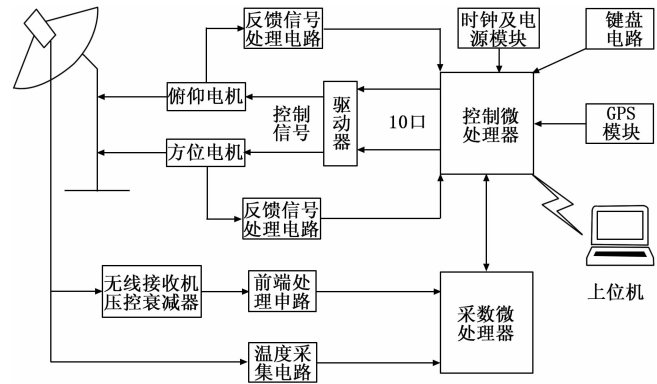 反馈信号
处理电路
时钟及电
源模块
键盘
电路
俯仰电机
控制
信号
驱
动
器
10口
控制微
处理器
GPS
模块
方位电机
反馈信号
处理电路
上位机
无线接收机
压控衰减器
前端处
理申路
采数微
处理器
温度采
集电路